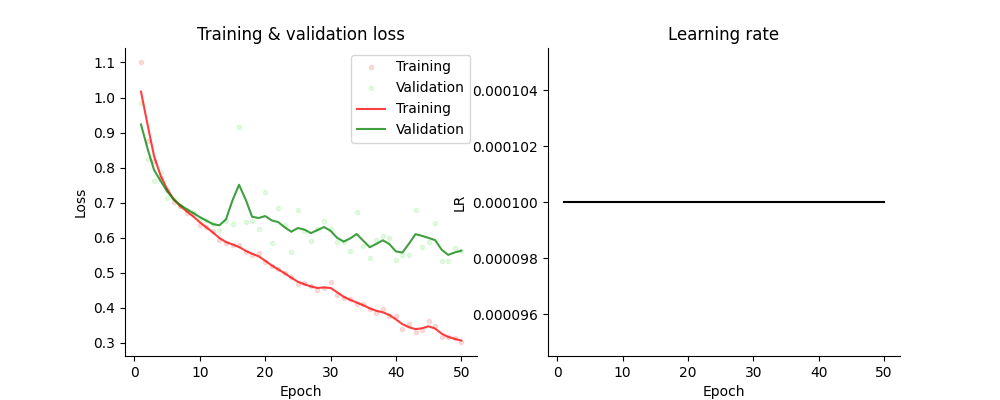 Training & validation loss
Training
Validation
Training
Validation
1.1
1.0
0.9
0.8
0.7
0.6
0.5
0.4
0.3
Loss
0 10 20 30 40 50
Epoch
Learning rate
0.000104
0.000102
0.000100
0.000098
0.000096
LR
0 10 20 30 40 50
Epoch